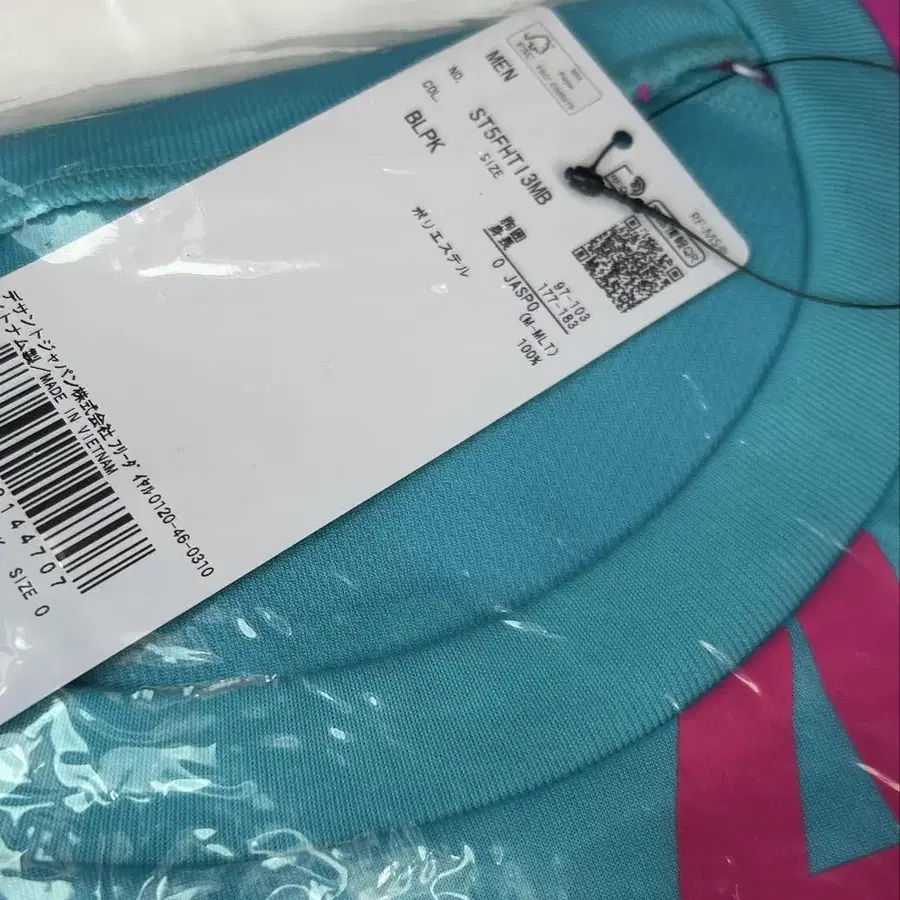 MEN
NO. ST5FHT13MB
COL. SIZE
BLPK
胸囲 97-103
身長 177-183
O JASPO (M-MLT)
ポリエステル 100%
デサントジャパン株式会社 フリーダイヤル0120-46-0310
トナム製/MADE IN VIETNAM
144707
SIZE O